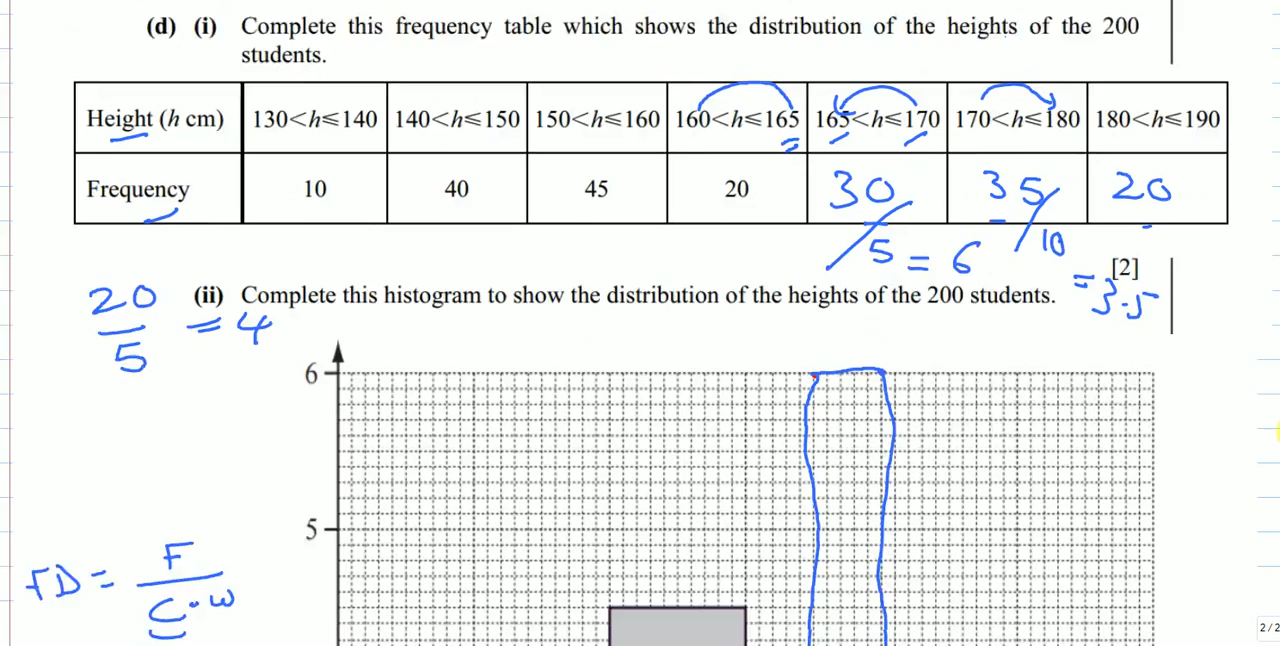 (d) (i) Complete this frequency table which shows the distribution of the heights of the 200
students.
Height (h cm) 130<h⩽140 140<h⩽150 150<h⩽160 160<h⩽165 165<h⩽170 170<h⩽180 180<h⩽190
Frequency 10 40 45 20 30 35 20
/5 = 6 /10
[2]
= 3.5
20/5 = 4
(ii) Complete this histogram to show the distribution of the heights of the 200 students.
6
5
FD = F/C.W
2/2